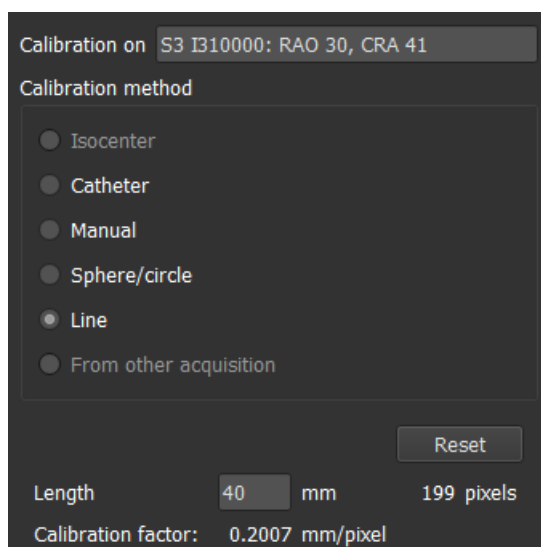 Calibration on S3 I310000: RAO 30, CRA 41
Calibration method
Isocenter
Catheter
Manual
Sphere/circle
Line
From other acquisition
Reset
Length 40 mm 199 pixels
Calibration factor: 0.2007 mm/pixel